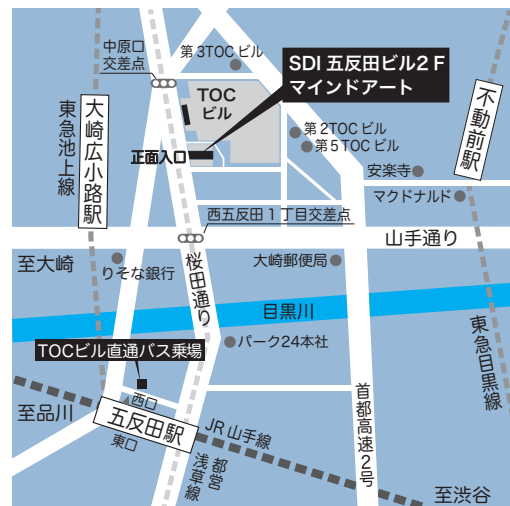 中原口
交差点
第3TOCビル
SDI 五反田ビル2F
マインドアート
TOC
ビル
正面入口
第2TOCビル
第5TOCビル
不動前駅
大崎広小路駅
東急池上線
安楽寺
マクドナルド
西五反田1丁目交差点
山手通り
至大崎
りそな銀行
桜田通り
大崎郵便局
目黒川
TOCビル直通バス乗場
パーク24本社
東急目黒線
首都高速2号
西口
至品川
五反田駅
東口
JR山手線
都営
浅草線
至渋谷